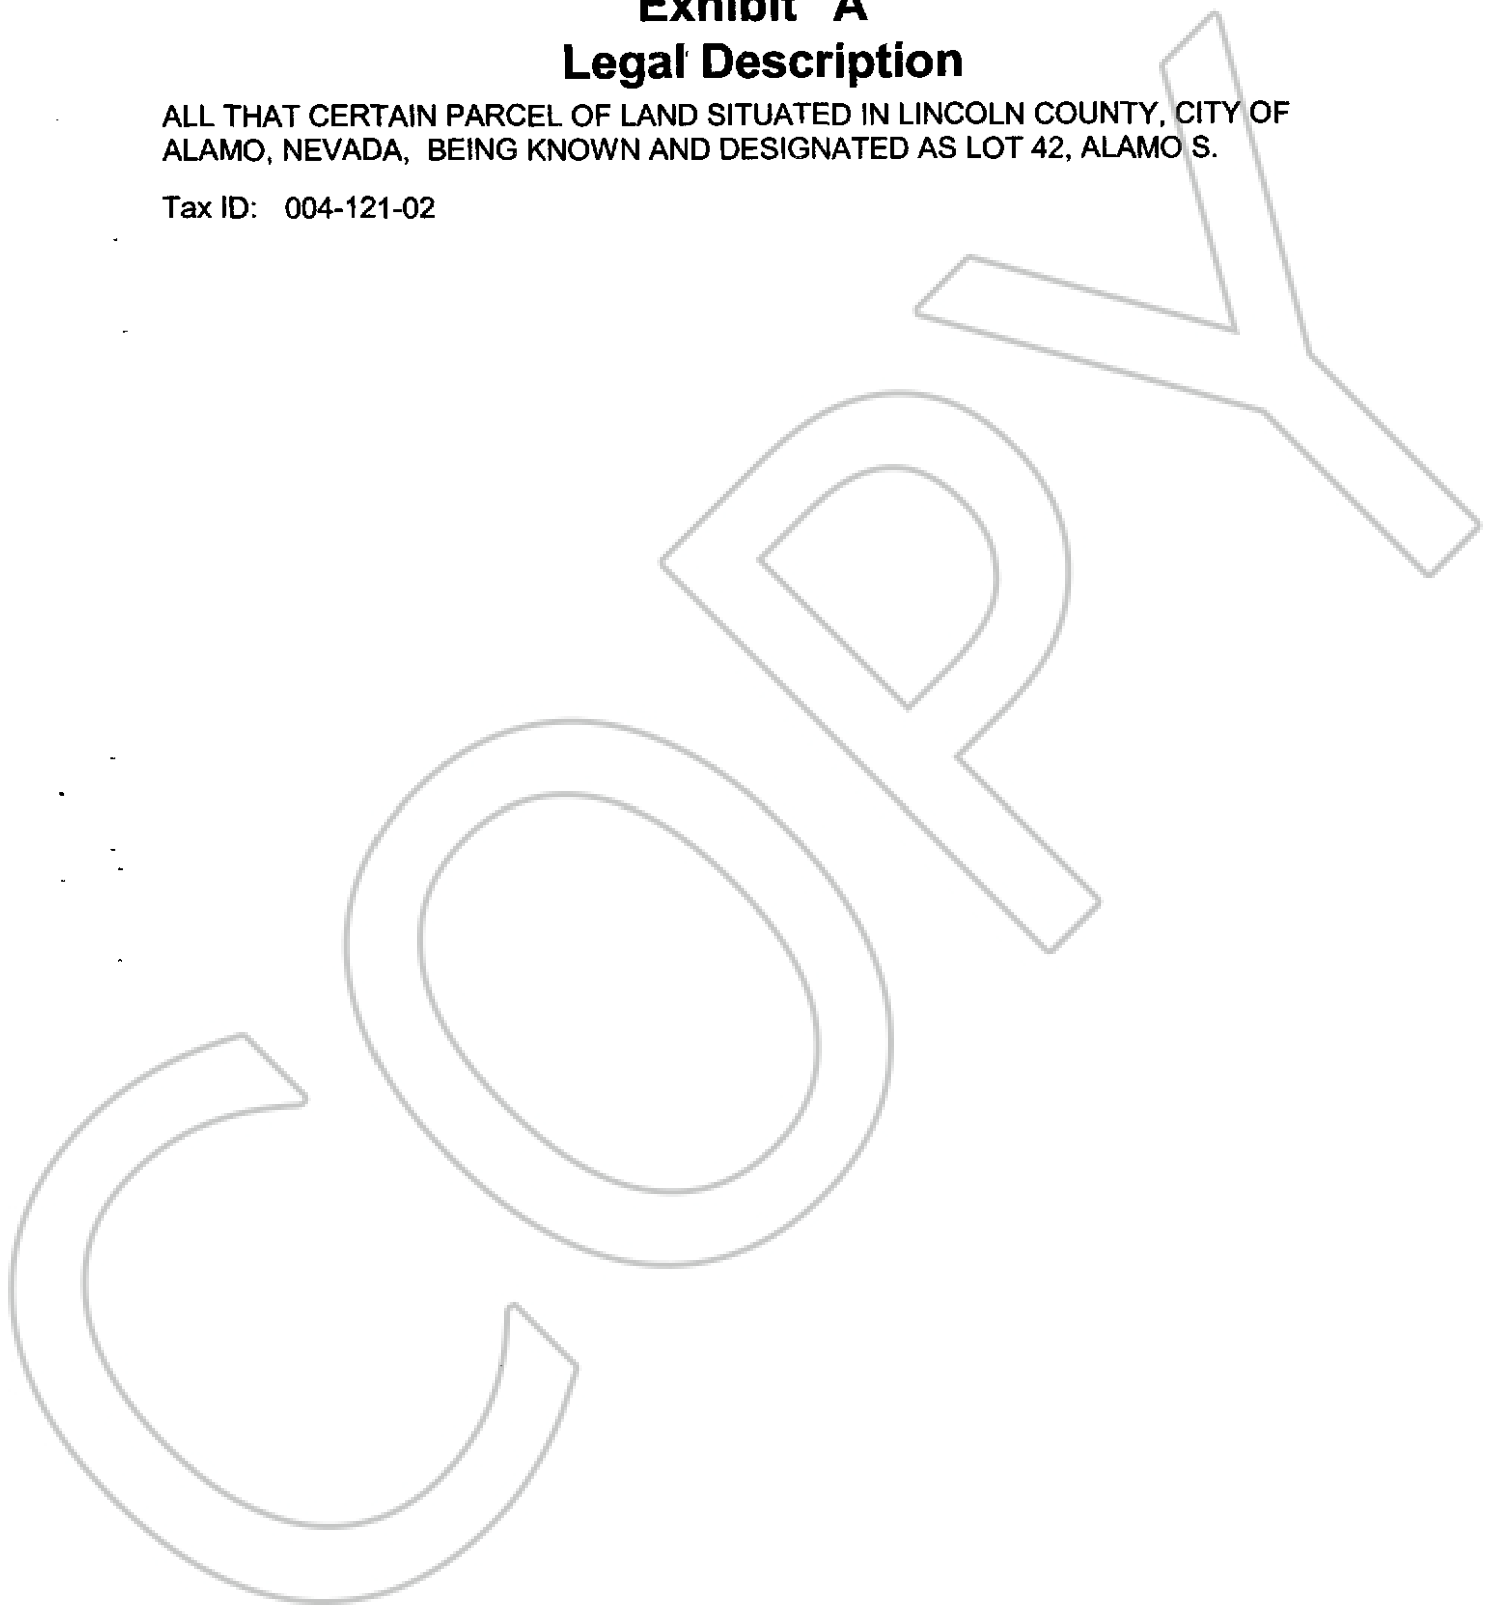 Exhibit A
Legal Description
ALL THAT CERTAIN PARCEL OF LAND SITUATED IN LINCOLN COUNTY, CITY OF
ALAMO, NEVADA, BEING KNOWN AND DESIGNATED AS LOT 42, ALAMO S.
Tax ID: 004-121-02
COPY